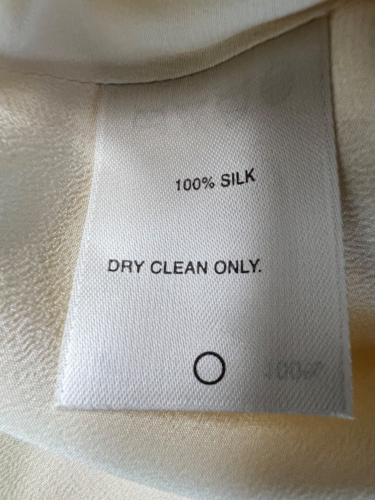 100% SILK
DRY CLEAN ONLY.